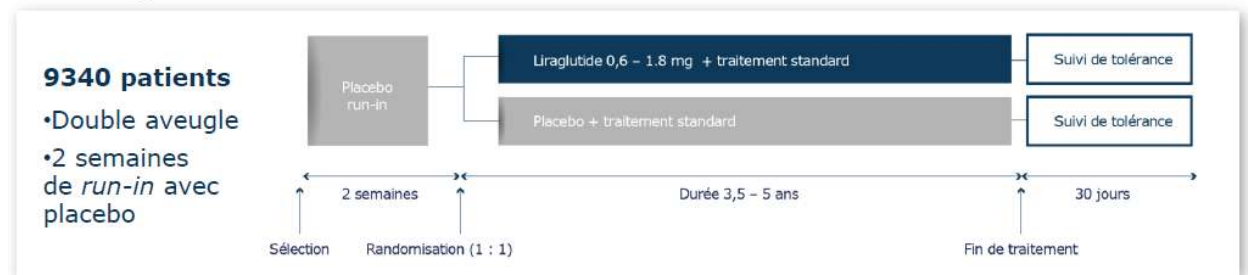 9340 patients
•Double aveugle
•2 semaines
de run-in avec
placebo
Placebo
run-in
Liraglutide 0,6 – 1.8 mg + traitement standard
Suivi de tolérance
Placebo + traitement standard
Suivi de tolérance
2 semaines
Durée 3,5 – 5 ans
30 jours
Sélection
Randomisation (1 : 1)
Fin de traitement